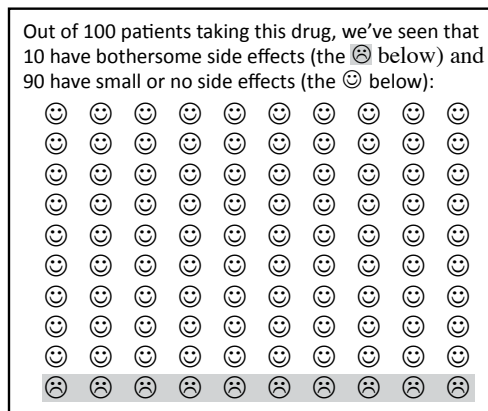 Out of 100 patients taking this drug, we’ve seen that
10 have bothersome side effects (the ☹ below) and
90 have small or no side effects (the ☺ below):